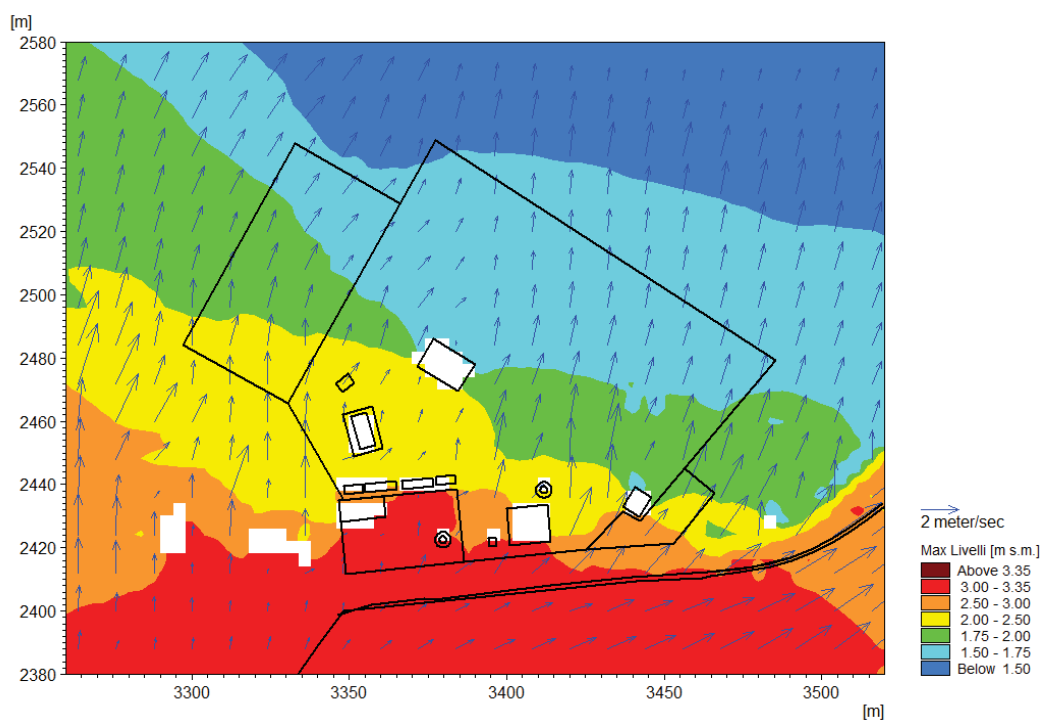 [m]
2580
2560
2540
2520
2500
2480
2460
2440
2420
2400
2380
3300
3350
3400
3450
3500
[m]
2 meter/sec
Max Livelli [m s.m.]
Above 3.35
3.00 - 3.35
2.50 - 3.00
2.00 - 2.50
1.75 - 2.00
1.50 - 1.75
Below 1.50